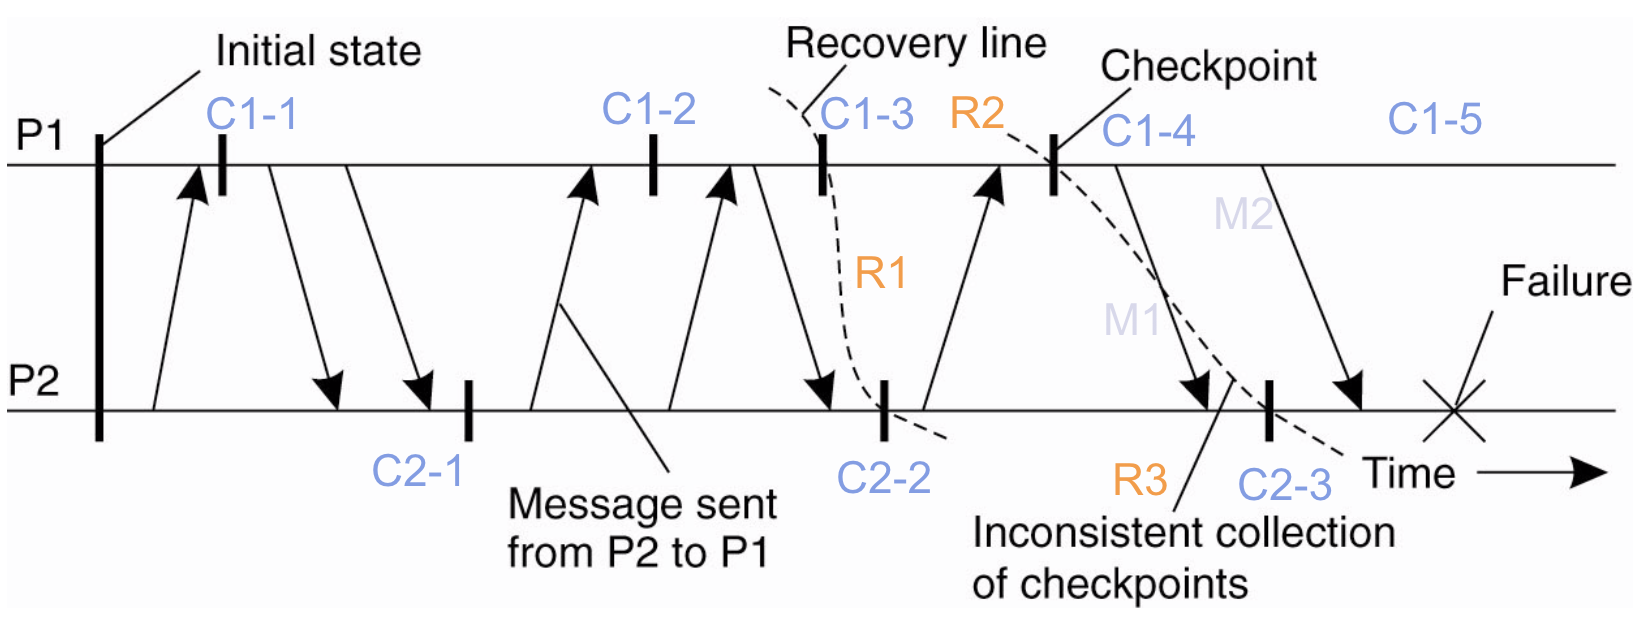 Initial state
Recovery line
Checkpoint
P1
C1-1
C1-2
C1-3
R2
C1-4
C1-5
M2
R1
M1
Failure
P2
C2-1
C2-2
R3
C2-3
Time
Message sent
from P2 to P1
Inconsistent collection
of checkpoints